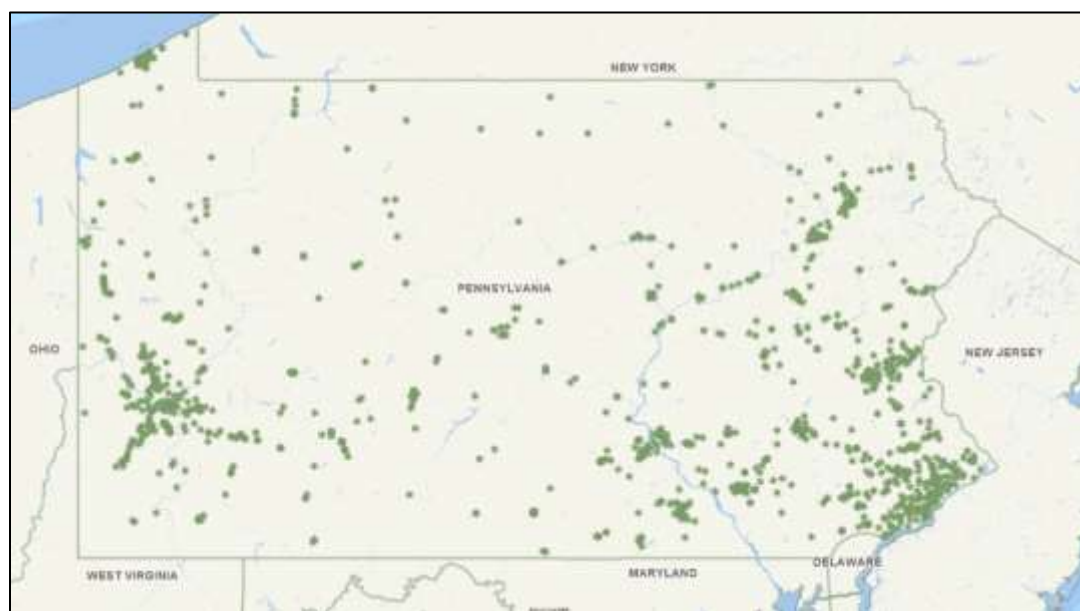 NEW YORK
PENNSYLVANIA
OHIO
NEW JERSEY
WEST VIRGINIA
MARYLAND
DELAWARE